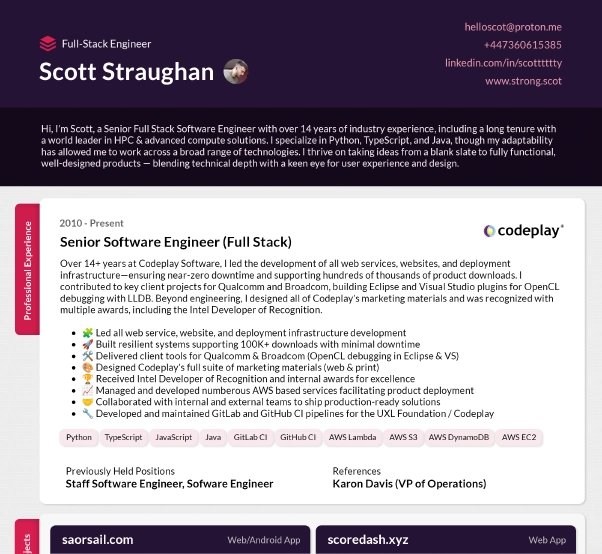 Full-Stack Engineer
Scott Straughan
helloscot@proton.me
+447360615385
linkedin.com/in/scotttttty
www.strong.scot
Hi, I'm Scott, a Senior Full Stack Software Engineer with over 14 years of industry experience, including a long tenure with
a world leader in HPC & advanced compute solutions. I specialize in Python, TypeScript, and Java, though my adaptability
has allowed me to work across a broad range of technologies. I thrive on taking ideas from a blank slate to fully functional,
well-designed products — blending technical depth with a keen eye for user experience and design.
Professional Experience
2010 - Present
Senior Software Engineer (Full Stack)
codeplay®
Over 14+ years at Codeplay Software, I led the development of all web services, websites, and deployment
infrastructure—ensuring near-zero downtime and supporting hundreds of thousands of product downloads. I
contributed to key client projects for Qualcomm and Broadcom, building Eclipse and Visual Studio plugins for OpenCL
debugging with LLDB. Beyond engineering, I designed all of Codeplay's marketing materials and was recognized with
multiple awards, including the Intel Developer of Recognition.
• 🧩 Led all web service, website, and deployment infrastructure development
• 🚀 Built resilient systems supporting 100K+ downloads with minimal downtime
• 🛠️ Delivered client tools for Qualcomm & Broadcom (OpenCL debugging in Eclipse & VS)
• 🎨 Designed Codeplay's full suite of marketing materials (web & print)
• 🏆 Received Intel Developer of Recognition and internal awards for excellence
• 📈 Managed and developed numberous AWS based services facilitating product deployment
• 🤝 Collaborated with internal and external teams to ship production-ready solutions
• 🔧 Developed and maintained GitLab and GitHub CI pipelines for the UXL Foundation / Codeplay
Python TypeScript JavaScript Java GitLab CI GitHub CI AWS Lambda AWS S3 AWS DynamoDB AWS EC2
Previously Held Positions
Staff Software Engineer, Sofware Engineer
References
Karon Davis (VP of Operations)
jects
saorsail.com Web/Android App
scoredash.xyz Web App